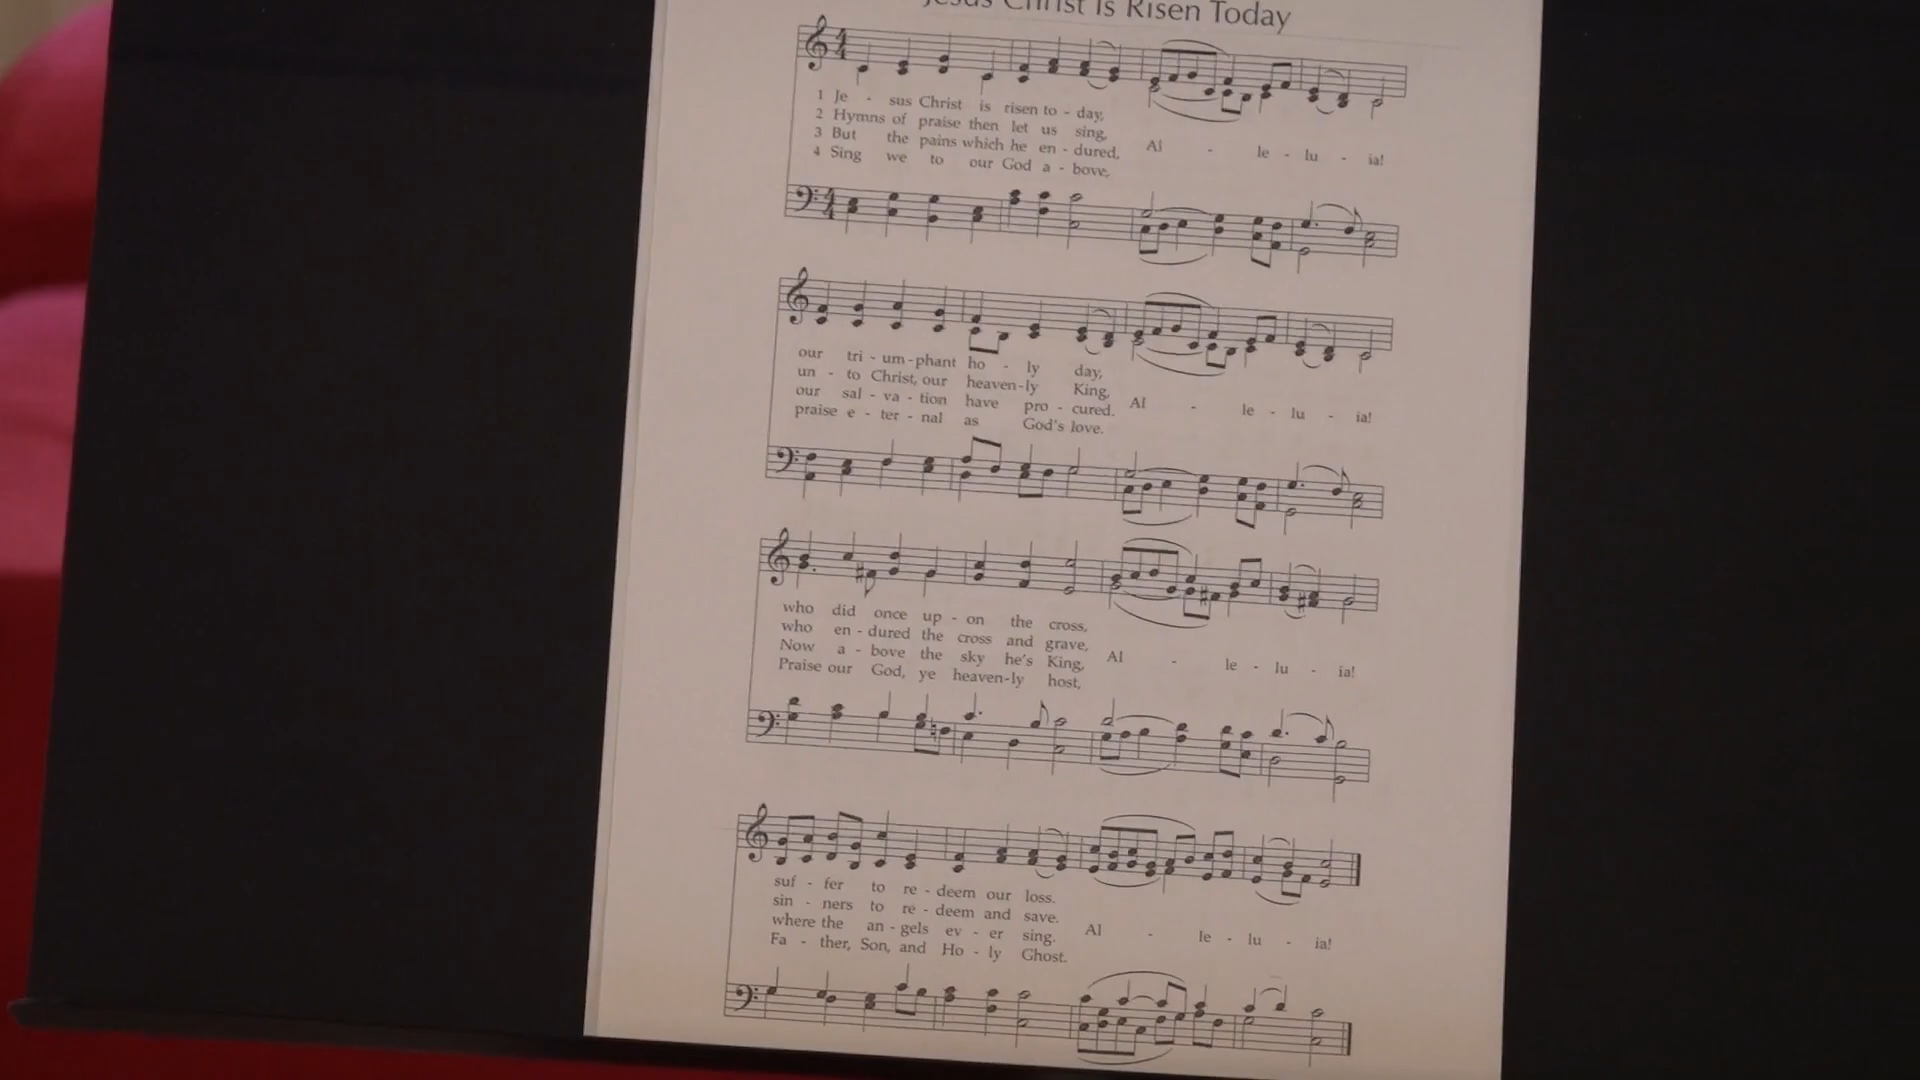 Jesus Christ Is Risen Today
1 Je - sus Christ is risen to - day,
2 Hymns of praise then let us sing,
3 But the pains which he en - dured, Al - le - lu - ia!
4 Sing we to our God a - bove,
our tri - um - phant ho - ly day,
un - to Christ, our heaven - ly King,
our sal - va - tion have pro - cured. Al - le - lu - ia!
praise e - ter - nal as God's love.
who did once up - on the cross,
who en - dured the cross and grave,
Now a - bove the sky he's King, Al - le - lu - ia!
Praise our God, ye heaven - ly host,
suf - fer to re - deem our loss.
sin - ners to re - deem and save.
where the an - gels ev - er sing. Al - le - lu - ia!
Fa - ther, Son, and Ho - ly Ghost.